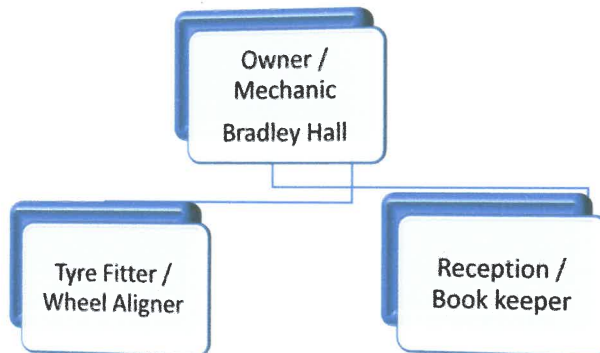 Owner /
Mechanic
Bradley Hall
Tyre Fitter /
Wheel Aligner
Reception /
Book keeper